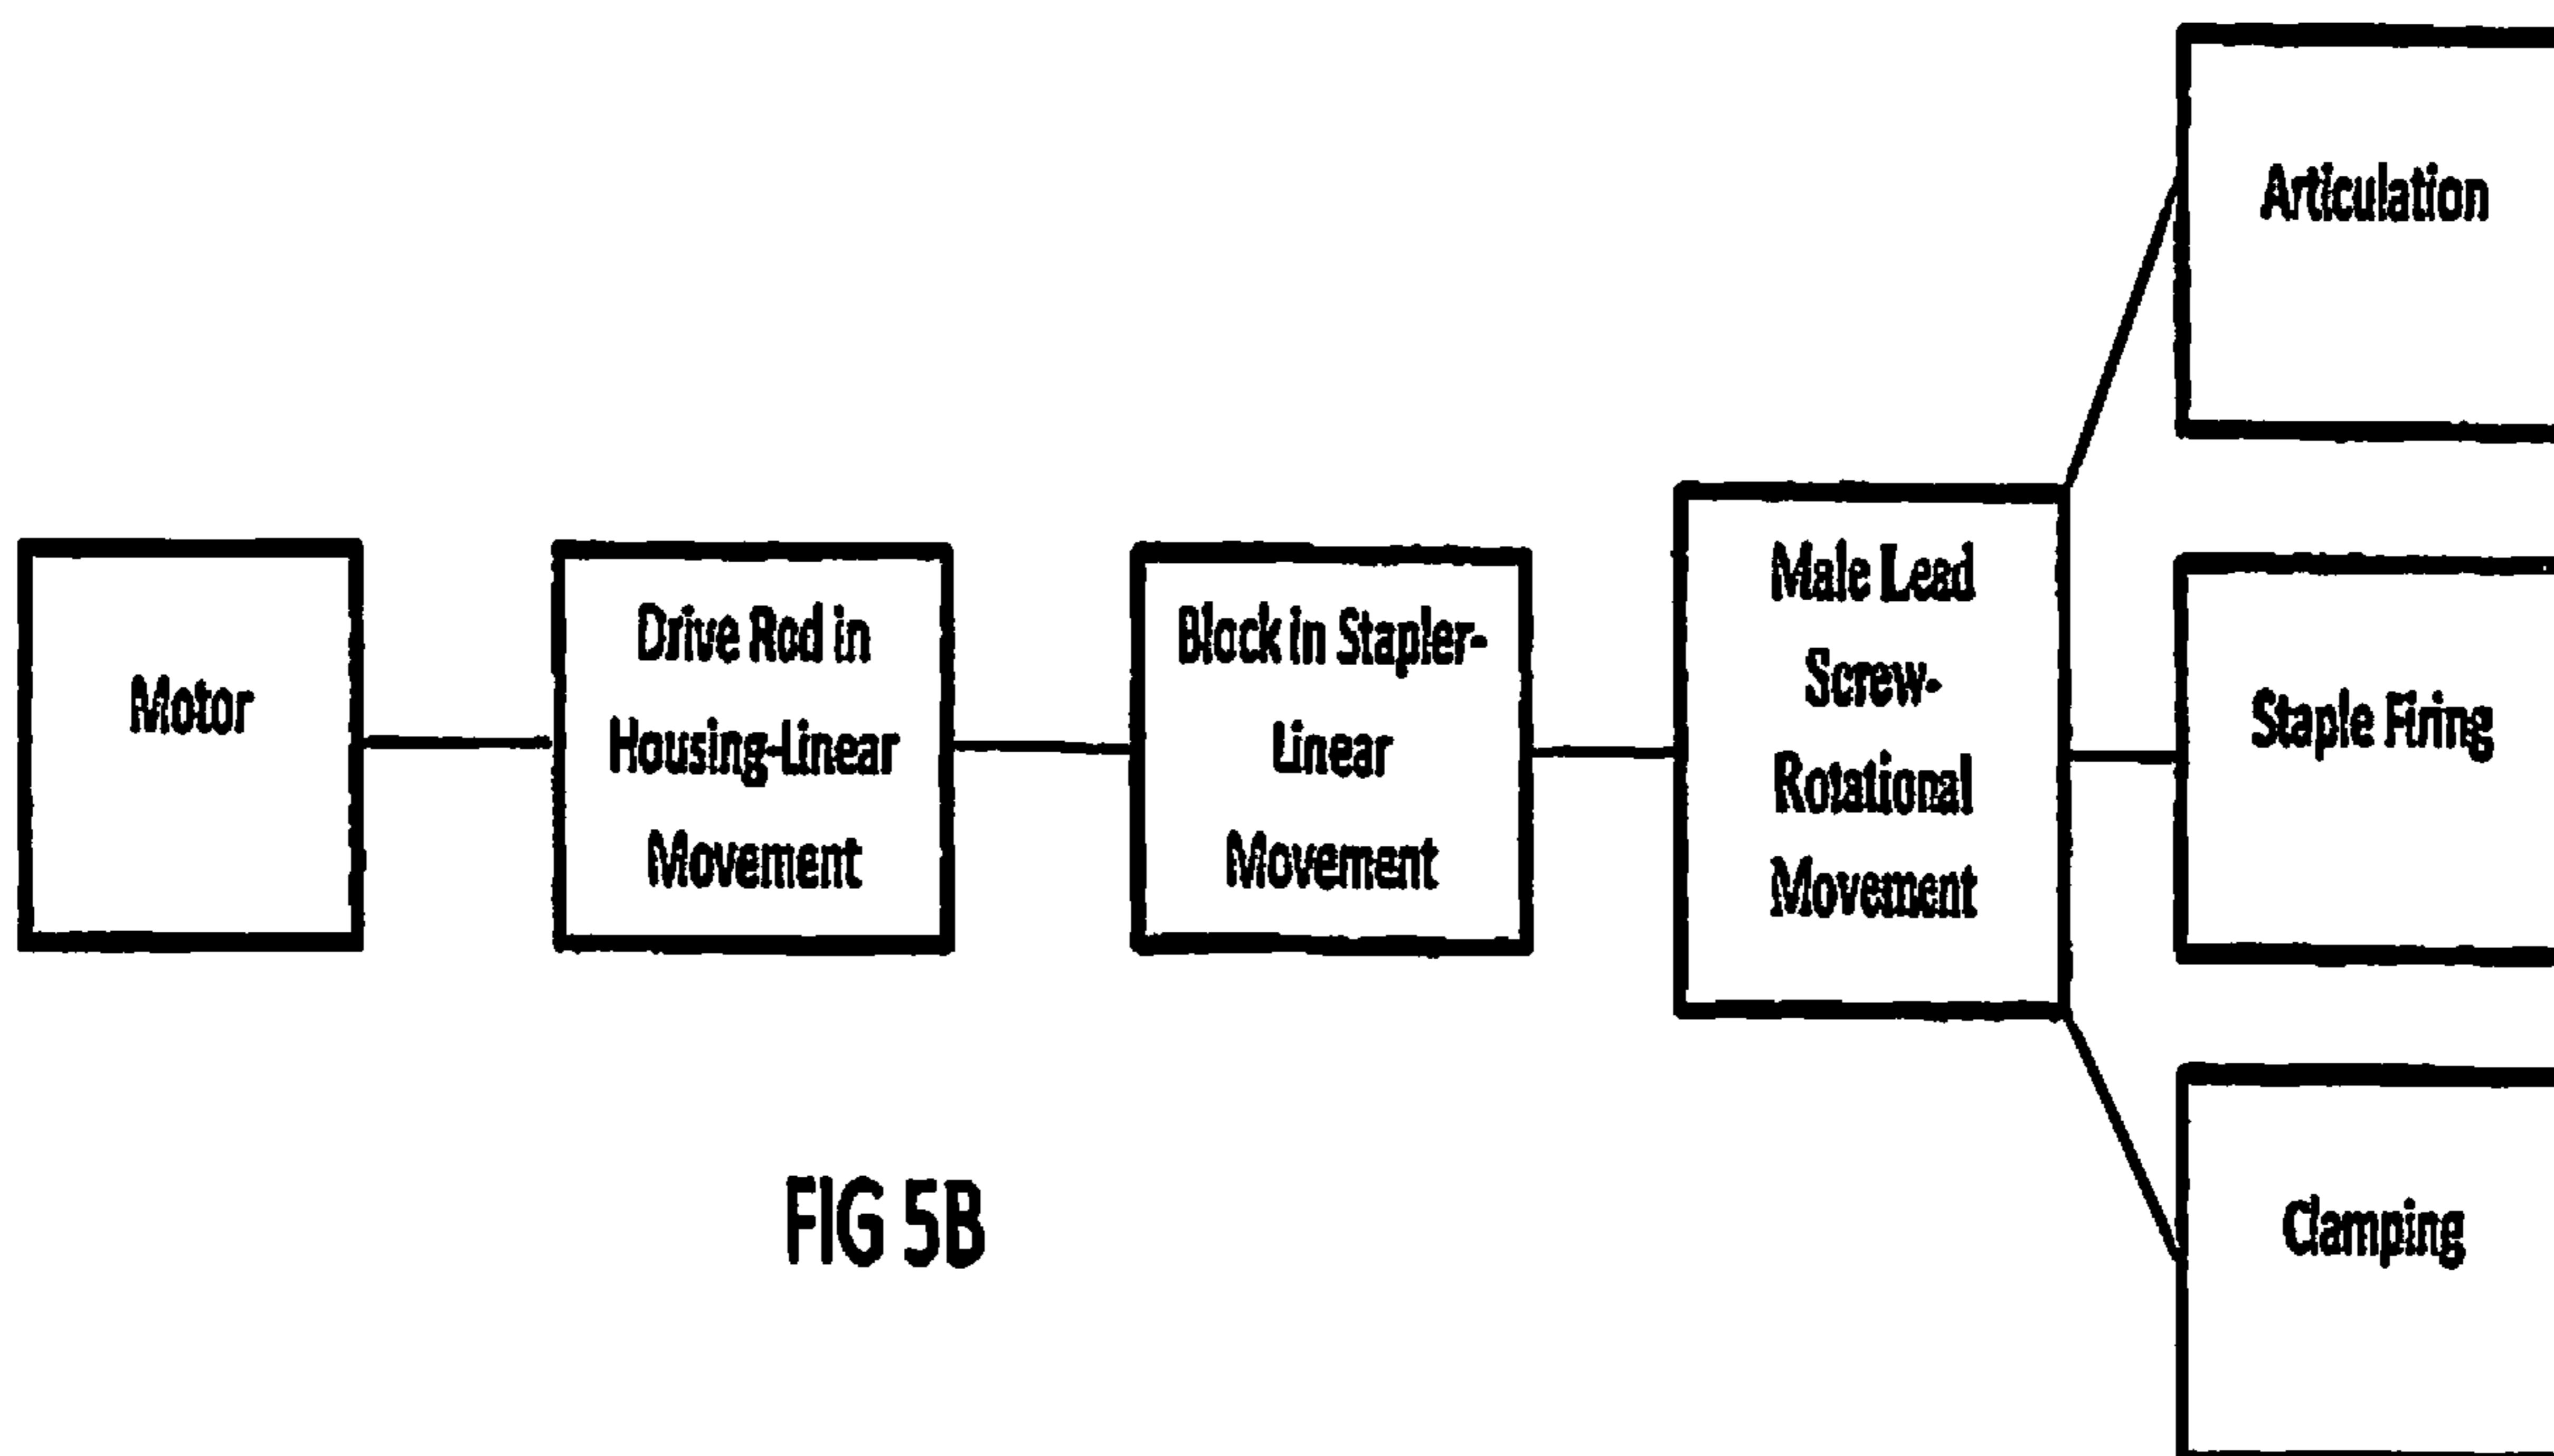 Motor
Drive Rod in
Housing-Linear
Movement
Block in Stapler-
Linear
Movement
Male Lead
Screw-
Rotational
Movement
Articulation
Staple Firing
Clamping
FIG 5B